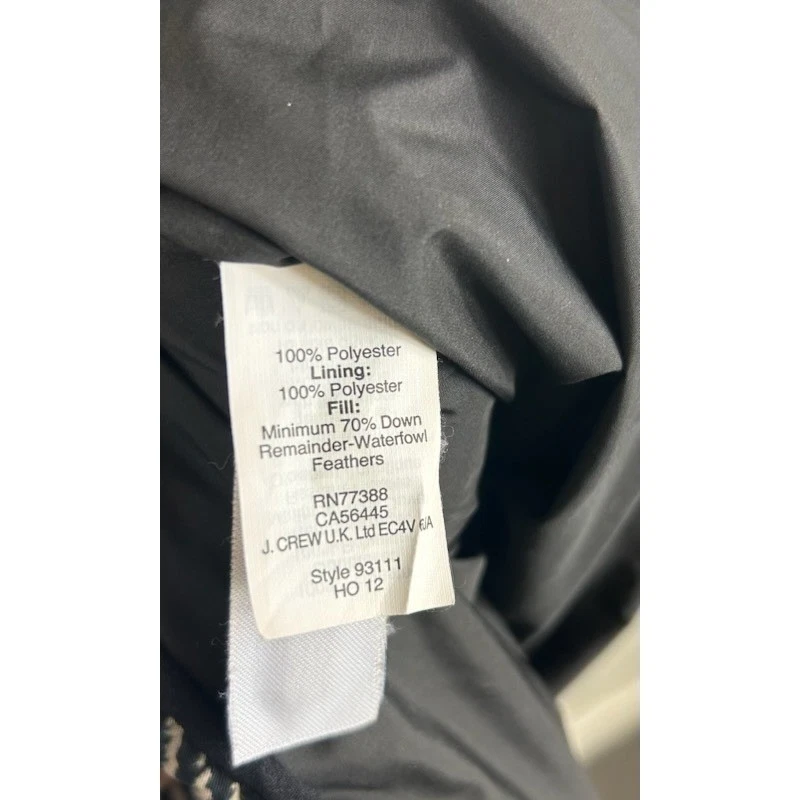 100% Polyester
Lining:
100% Polyester
Fill:
Minimum 70% Down
Remainder-Waterfowl
Feathers
RN77388
CA56445
J. CREW U.K. Ltd EC4V
Style 93111
HO 12